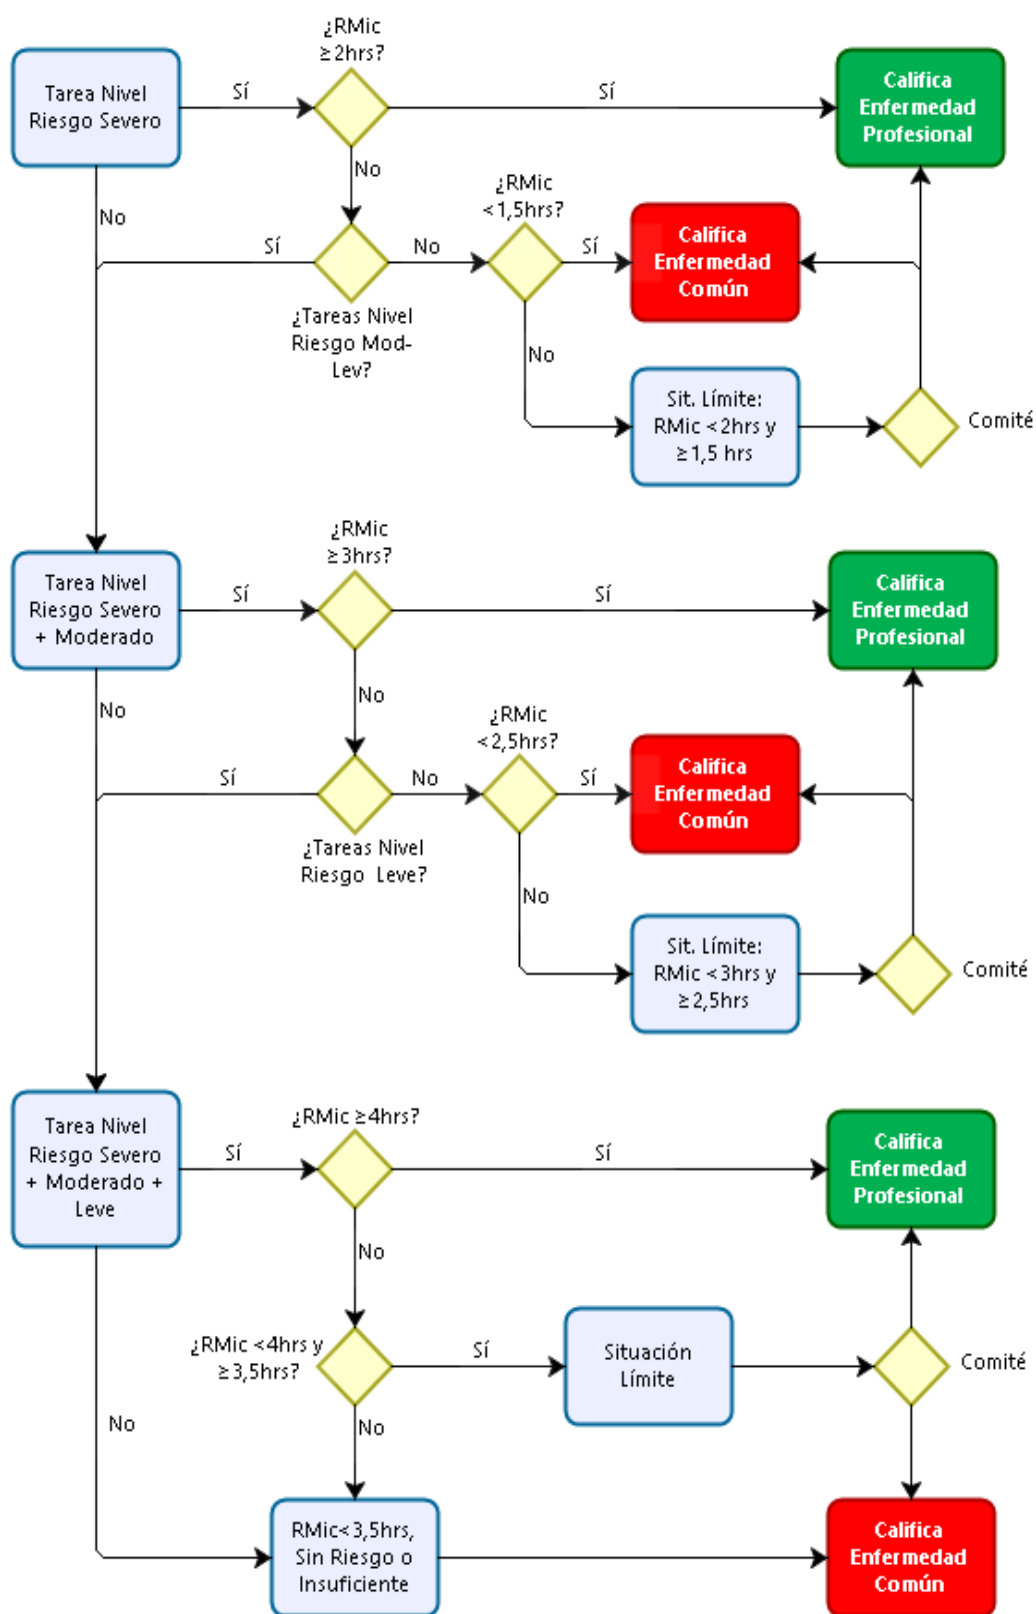 ¿RMic
≥2hrs?
Tarea Nivel
Riesgo Severo
Sí
Sí
Califica
Enfermedad
Profesional
No
No
¿RMic
<1,5hrs?
Sí
No
Sí
Califica
Enfermedad
Común
¿Tareas Nivel
Riesgo Mod-
Lev?
No
Sit. Límite:
RMic <2hrs y
≥1,5 hrs
Comité
¿RMic
≥3hrs?
Tarea Nivel
Riesgo Severo
+ Moderado
Sí
Sí
Califica
Enfermedad
Profesional
No
No
¿RMic
<2,5hrs?
Sí
No
Sí
Califica
Enfermedad
Común
¿Tareas Nivel
Riesgo Leve?
No
Sit. Límite:
RMic <3hrs y
≥2,5hrs
Comité
¿RMic ≥4hrs?
Tarea Nivel
Riesgo Severo
+ Moderado +
Leve
Sí
Sí
Califica
Enfermedad
Profesional
No
¿RMic <4hrs y
≥3,5hrs?
Sí
Situación
Límite
Comité
No
No
RMic<3,5hrs,
Sin Riesgo o
Insuficiente
Califica
Enfermedad
Común